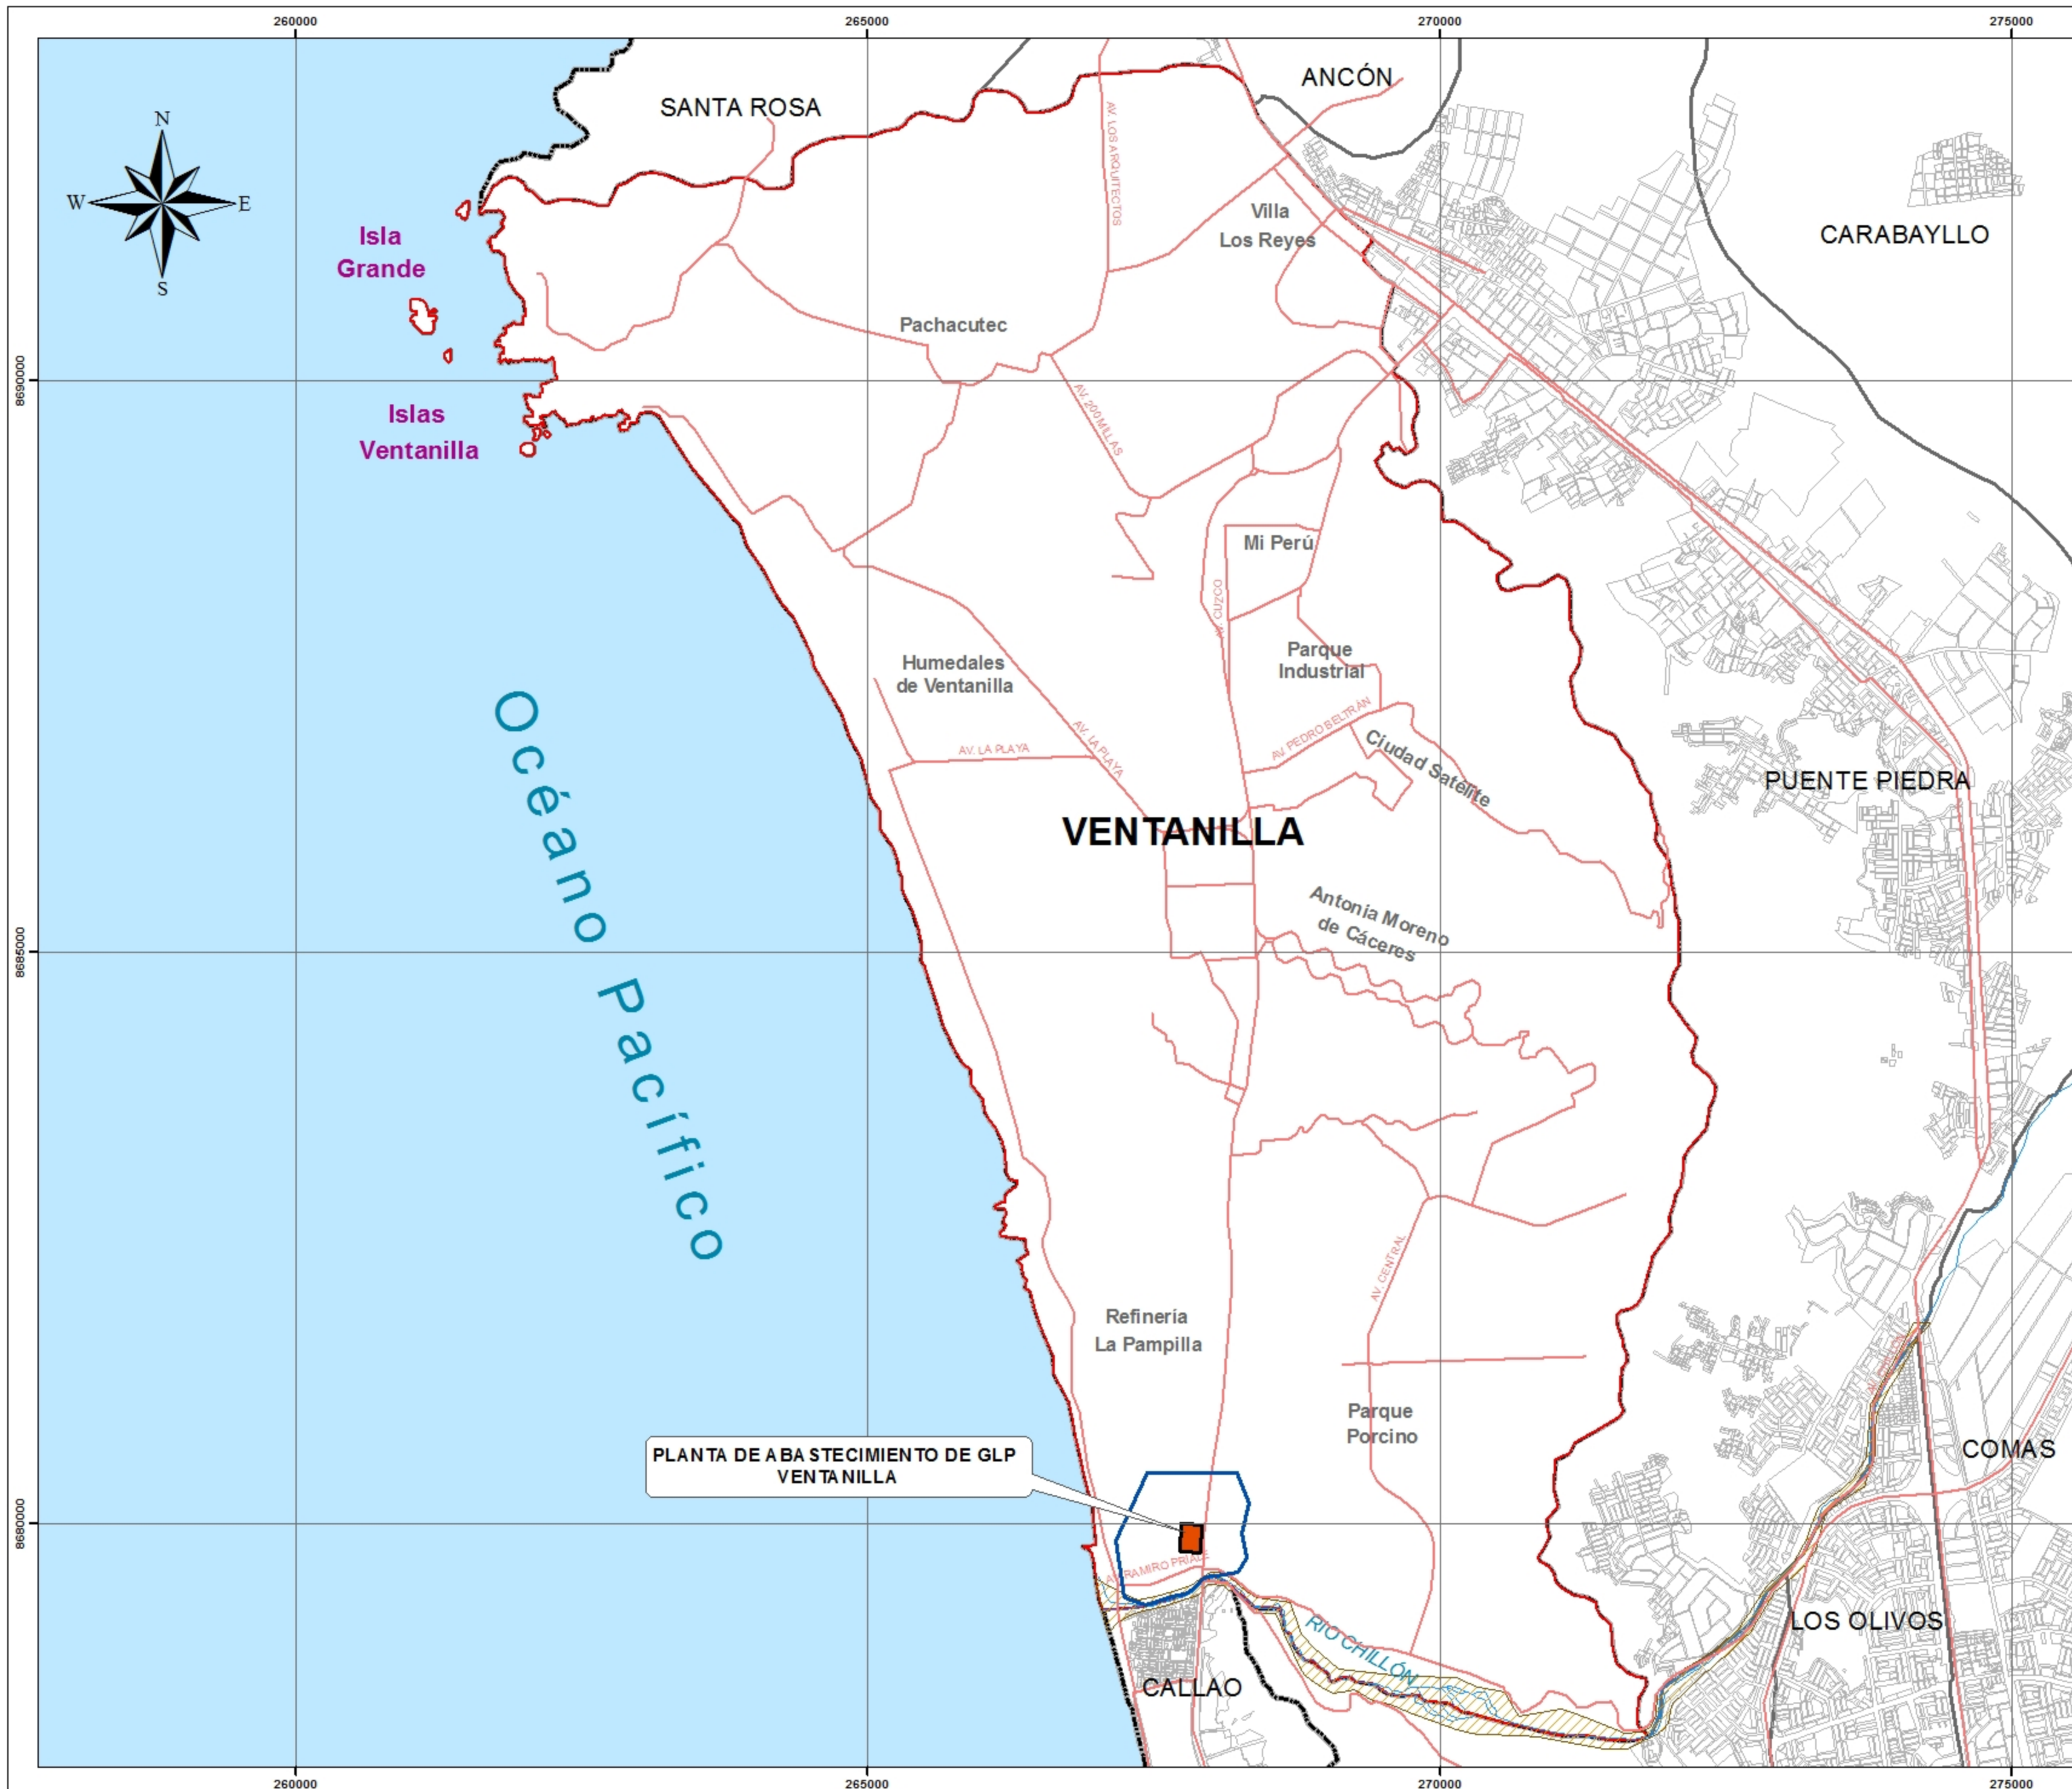 260000
265000
270000
275000
ANCÓN
SANTA ROSA
N
W
E
S
AV. LOS ARQUITECTOS
Villa
Los Reyes
CARABAYLLO
Isla
Grande
Pachacutec
8690000
Islas
Ventanilla
AV. 200 MILLAS
Mi Perú
AV. CUZCO
Humedales
de Ventanilla
Parque
Industrial
Océano Pacífico
AV. LA PLAYA
AV. LA PLAYA
AV. PEDRO BELTRÁN
Ciudad Satélite
PUENTE PIEDRA
VENTANILLA
Antonia Moreno
de Cáceres
8685000
AV. CENTRAL
Refinería
La Pampilla
Parque
Porcino
COMAS
PLANTA DE ABASTECIMIENTO DE GLP
VENTANILLA
8680000
AV. RAMIRO PRIALE
RIO CHILLÓN
LOS OLIVOS
CALLAO
260000
265000
270000
275000